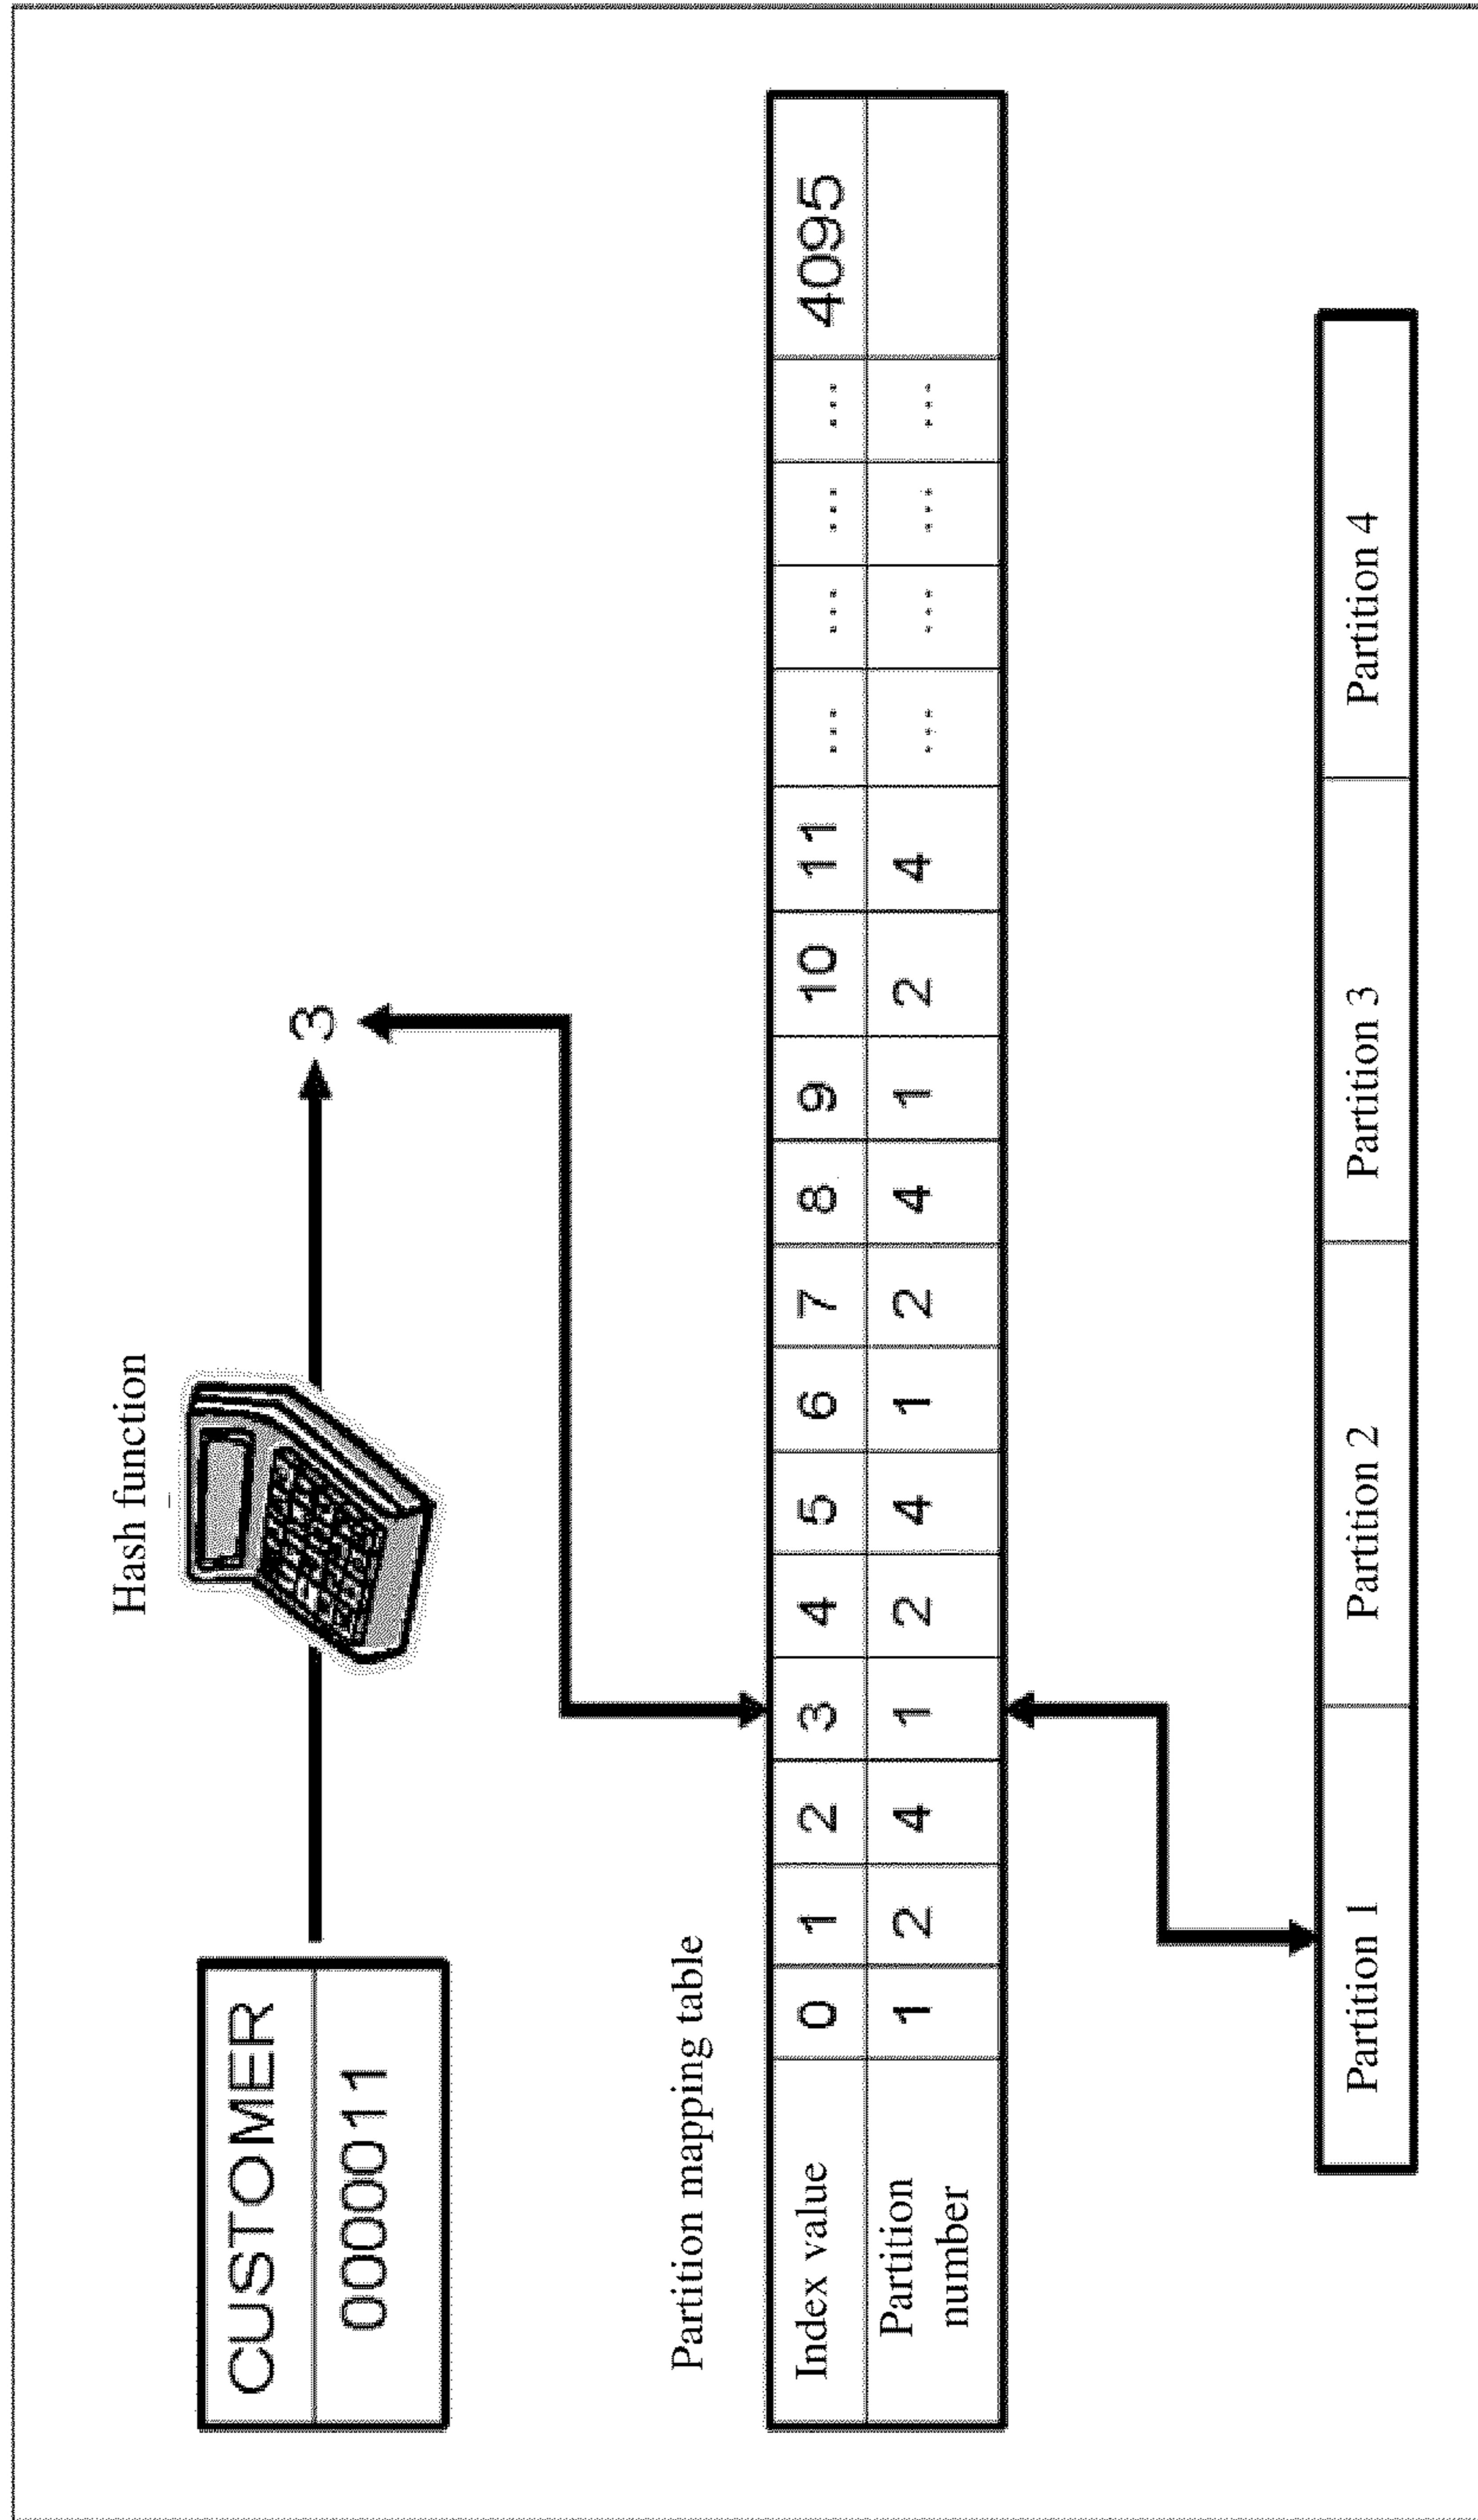 Hash function
CUSTOMER
000011
3
Partition mapping table
Index value 0 1 2 3 4 5 6 7 8 9 10 11 ... ... ... ... 4095
Partition
number 1 2 4 1 2 4 1 2 4 1 2 4 ... ... ... ...
Partition 1 Partition 2 Partition 3 Partition 4